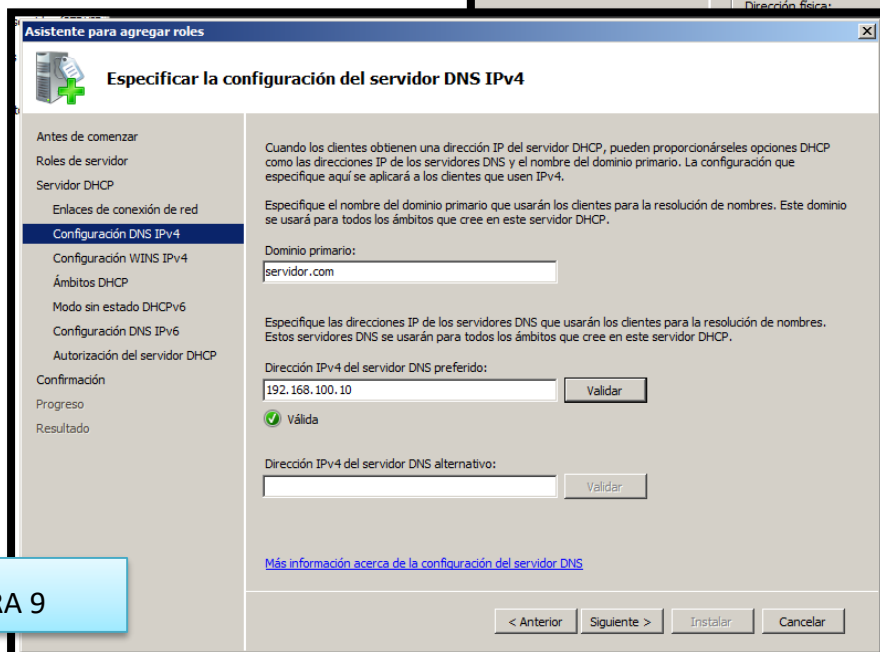 Dirección física:
Asistente para agregar roles
Especificar la configuración del servidor DNS IPv4
Antes de comenzar
Roles de servidor
Servidor DHCP
Enlaces de conexión de red
Configuración DNS IPv4
Configuración WINS IPv4
Ámbitos DHCP
Modo sin estado DHCPv6
Configuración DNS IPv6
Autorización del servidor DHCP
Confirmación
Progreso
Resultado
Cuando los clientes obtienen una dirección IP del servidor DHCP, pueden proporcionárseles opciones DHCP
como las direcciones IP de los servidores DNS y el nombre del dominio primario. La configuración que
especifique aquí se aplicará a los clientes que usen IPv4.
Especifique el nombre del dominio primario que usarán los clientes para la resolución de nombres. Este dominio
se usará para todos los ámbitos que cree en este servidor DHCP.
Dominio primario:
servidor.com
Especifique las direcciones IP de los servidores DNS que usarán los clientes para la resolución de nombres.
Estos servidores DNS se usarán para todos los ámbitos que cree en este servidor DHCP.
Dirección IPv4 del servidor DNS preferido:
192.168.100.10
Validar
Válida
Dirección IPv4 del servidor DNS alternativo:
Validar
Más información acerca de la configuración del servidor DNS
< Anterior
Siguiente >
Instalar
Cancelar
RA 9